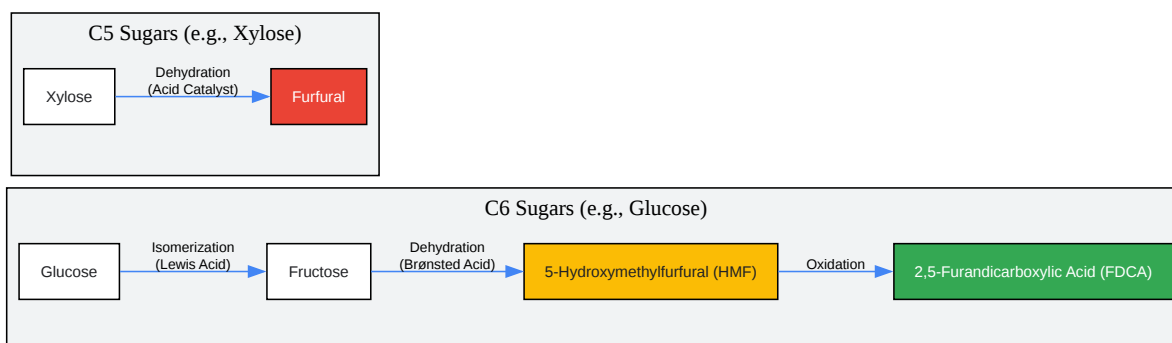 C5 Sugars (e.g., Xylose)
Xylose
Dehydration
(Acid Catalyst)
Furfural
C6 Sugars (e.g., Glucose)
Glucose
Isomerization
(Lewis Acid)
Fructose
Dehydration
(Brønsted Acid)
5-Hydroxymethylfurfural (HMF)
Oxidation
2,5-Furandicarboxylic Acid (FDCA)